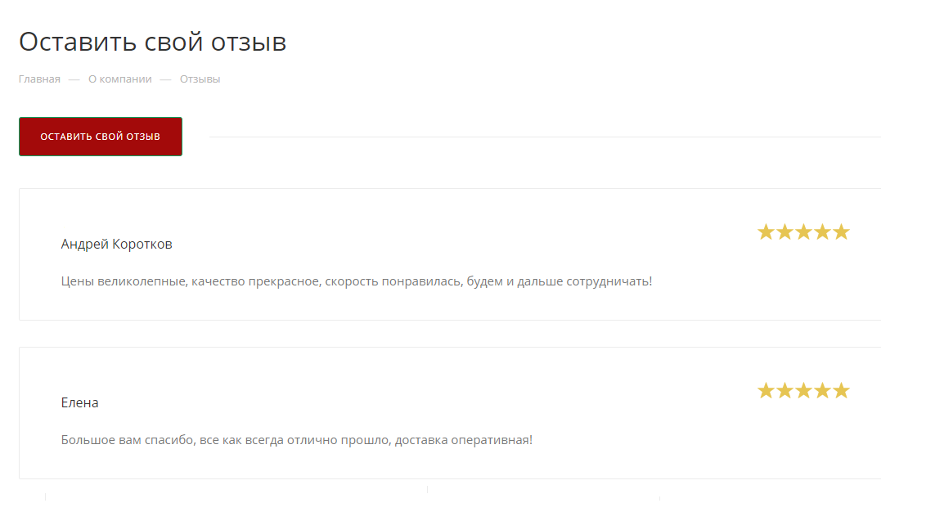 Оставить свой отзыв
Главная — О компании — Отзывы
ОСТАВИТЬ СВОЙ ОТЗЫВ
Андрей Коротков
Цены великолепные, качество прекрасное, скорость понравилась, будем и дальше сотрудничать!
Елена
Большое вам спасибо, все как всегда отлично прошло, доставка оперативная!